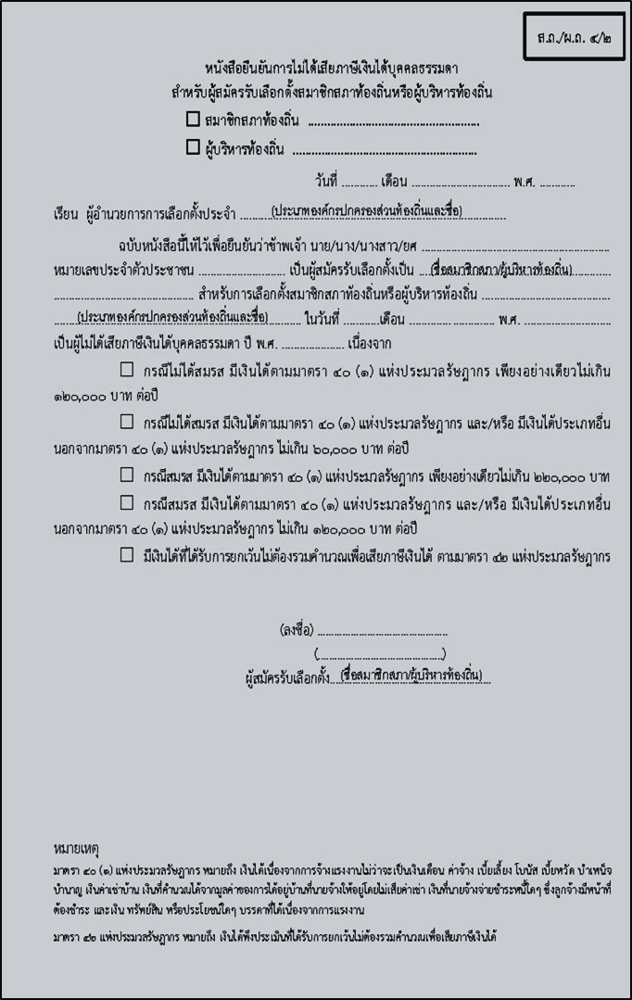 ส.ถ./ผ.ถ. ๔/๒
หนังสือยืนยันการไม่ได้เสียภาษีเงินได้บุคคลธรรมดา
สำหรับผู้สมัครรับเลือกตั้งสมาชิกสภาท้องถิ่นหรือผู้บริหารท้องถิ่น
☐ สมาชิกสภาท้องถิ่น ......................................................
☐ ผู้บริหารท้องถิ่น ..........................................................
วันที่ ............ เดือน ................................ พ.ศ. ............
เรียน ผู้อำนวยการการเลือกตั้งประจำ ..........(ประเภทองค์กรปกครองส่วนท้องถิ่นและชื่อ)..............
ฉบับหนังสือนี้ให้ไว้เพื่อยืนยันว่าข้าพเจ้า นาย/นาง/นางสาว/ยศ ............................................................
หมายเลขประจำตัวประชาชน ............................ เป็นผู้สมัครรับเลือกตั้งเป็น ....(ชื่อสมาชิกสภา/ผู้บริหารท้องถิ่น)............
............................................. สำหรับการเลือกตั้งสมาชิกสภาท้องถิ่นหรือผู้บริหารท้องถิ่น ..........................................
........(ประเภทองค์กรปกครองส่วนท้องถิ่นและชื่อ)........... ในวันที่ ............เดือน ............................ พ.ศ. ............................
เป็นผู้ไม่ได้เสียภาษีเงินได้บุคคลธรรมดา ปี พ.ศ. .................... เนื่องจาก
☐ กรณีไม่ได้สมรส มีเงินได้ตามมาตรา ๔๐ (๑) แห่งประมวลรัษฎากร เพียงอย่างเดียวไม่เกิน
๑๒๐,๐๐๐ บาท ต่อปี
☐ กรณีไม่ได้สมรส มีเงินได้ตามมาตรา ๔๐ (๑) แห่งประมวลรัษฎากร และ/หรือ มีเงินได้ประเภทอื่น
นอกจากมาตรา ๔๐ (๑) แห่งประมวลรัษฎากร ไม่เกิน ๖๐,๐๐๐ บาท ต่อปี
☐ กรณีสมรส มีเงินได้ตามมาตรา ๔๐ (๑) แห่งประมวลรัษฎากร เพียงอย่างเดียวไม่เกิน ๒๒๐,๐๐๐ บาท
☐ กรณีสมรส มีเงินได้ตามมาตรา ๔๐ (๑) แห่งประมวลรัษฎากร และ/หรือ มีเงินได้ประเภทอื่น
นอกจากมาตรา ๔๐ (๑) แห่งประมวลรัษฎากร ไม่เกิน ๑๒๐,๐๐๐ บาท ต่อปี
☐ มีเงินได้ที่ได้รับการยกเว้นไม่ต้องรวมคำนวณเพื่อเสียภาษีเงินได้ ตามมาตรา ๔๒ แห่งประมวลรัษฎากร
(ลงชื่อ) ..........................................
(..........................................)
ผู้สมัครรับเลือกตั้ง...(ชื่อสมาชิกสภา/ผู้บริหารท้องถิ่น)
หมายเหตุ
มาตรา ๔๐ (๑) แห่งประมวลรัษฎากร หมายถึง เงินได้เนื่องจากการจ้างแรงงานไม่ว่าจะเป็นเงินเดือน ค่าจ้าง เบี้ยเลี้ยง โบนัส เบี้ยหวัด บำเหน็จ
บำนาญ เงินค่าเช่าบ้าน เงินที่คำนวณได้จากมูลค่าของการได้อยู่บ้านที่นายจ้างให้อยู่โดยไม่เสียค่าเช่า เงินที่นายจ้างจ่ายชำระหนี้ใดๆ ซึ่งลูกจ้างมีหน้าที่
ต้องชำระ และเงิน ทรัพย์สิน หรือประโยชน์ใดๆ บรรดาที่ได้เนื่องจากการแรงงาน
มาตรา ๔๒ แห่งประมวลรัษฎากร หมายถึง เงินได้พึงประเมินที่ได้รับการยกเว้นไม่ต้องรวมคำนวณเพื่อเสียภาษีเงินได้